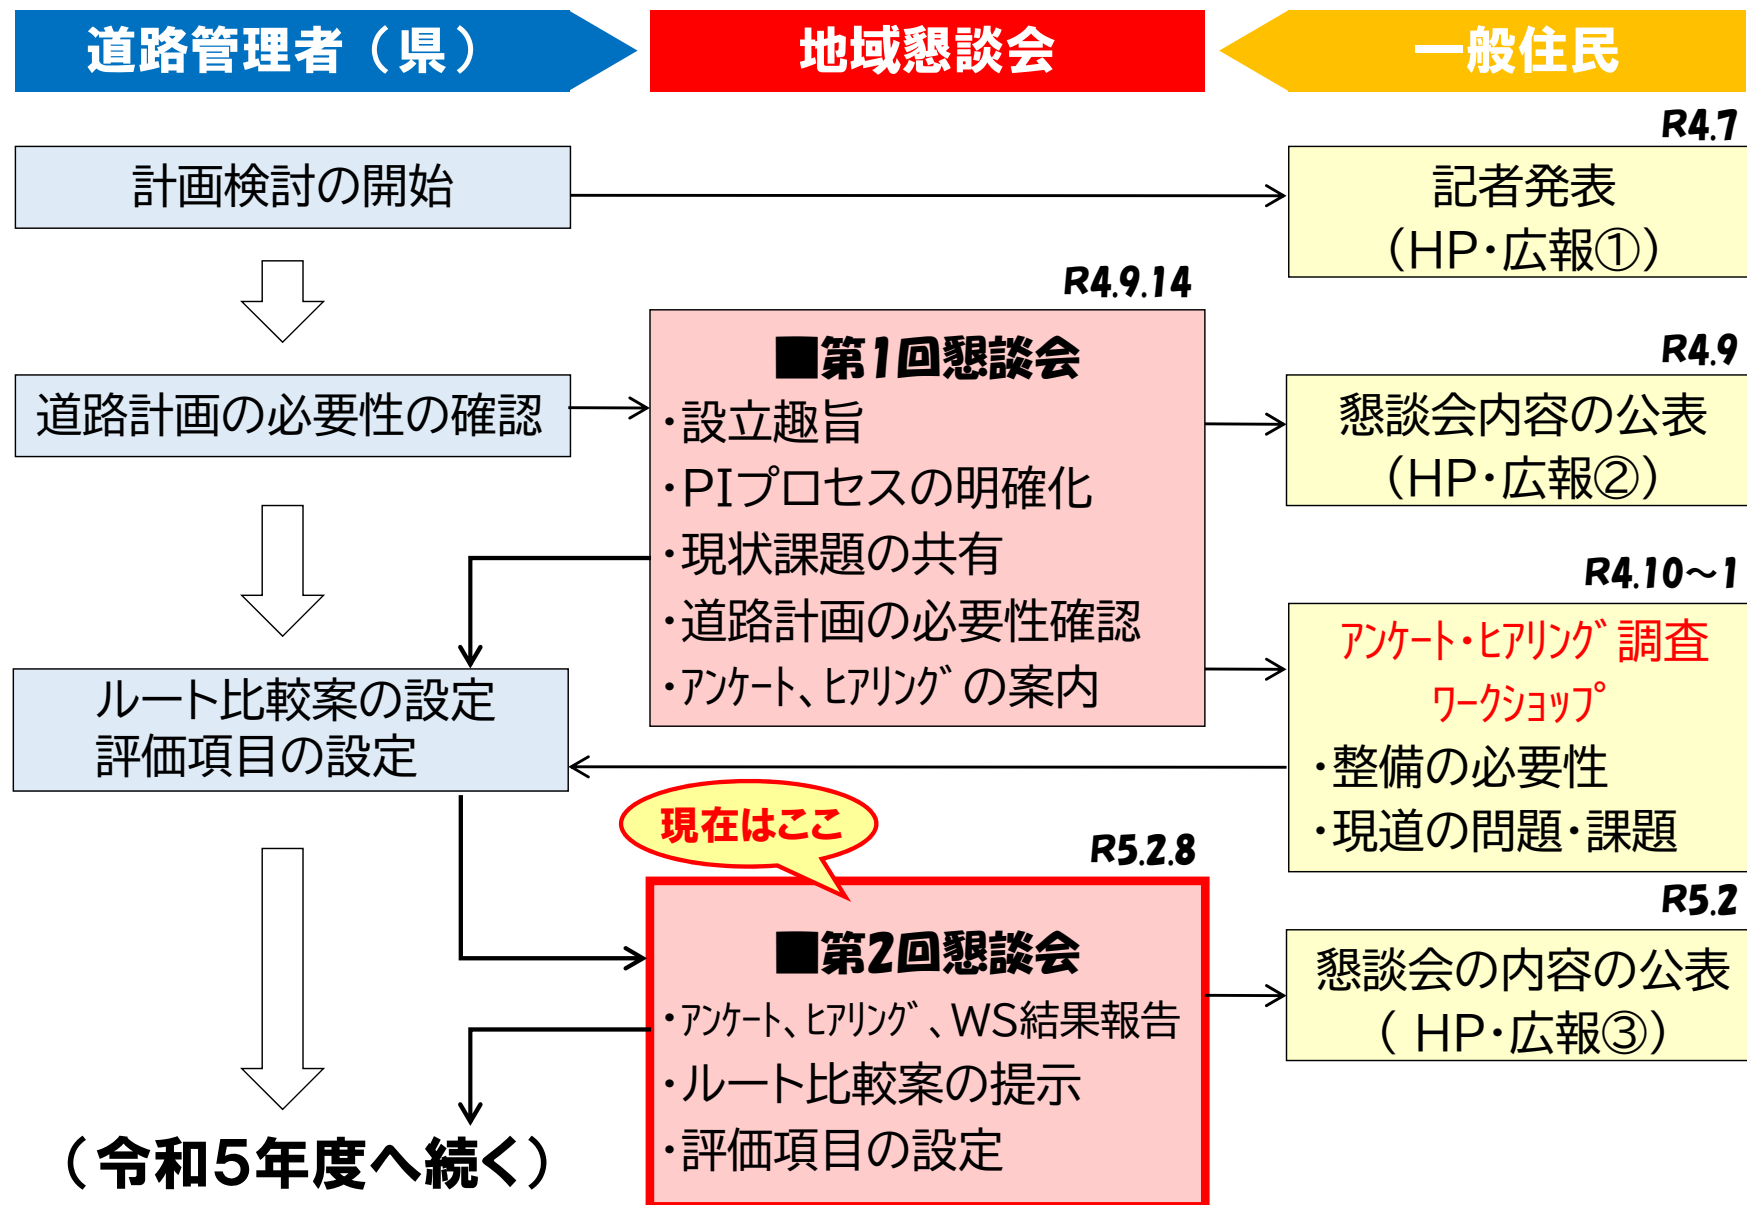 道路管理者（県）
地域懇談会
一般住民
R4.7
計画検討の開始
記者発表
（HP・広報①）
R4.9.14
■第1回懇談会
・設立趣旨
・PIプロセスの明確化
・現状課題の共有
・道路計画の必要性確認
・ｱﾝｹｰﾄ、ﾋｱﾘﾝｸﾞの案内
R4.9
道路計画の必要性の確認
懇談会内容の公表
（HP・広報②）
R4.10～1
ｱﾝｹｰﾄ・ﾋｱﾘﾝｸﾞ調査
ﾜｰｸｼｮｯﾌﾟ
・整備の必要性
・現道の問題・課題
ルート比較案の設定
評価項目の設定
現在はここ
R5.2.8
■第2回懇談会
・ｱﾝｹｰﾄ、ﾋｱﾘﾝｸﾞ、WS結果報告
・ルート比較案の提示
・評価項目の設定
R5.2
懇談会の内容の公表
（ HP・広報③）
（令和５年度へ続く）